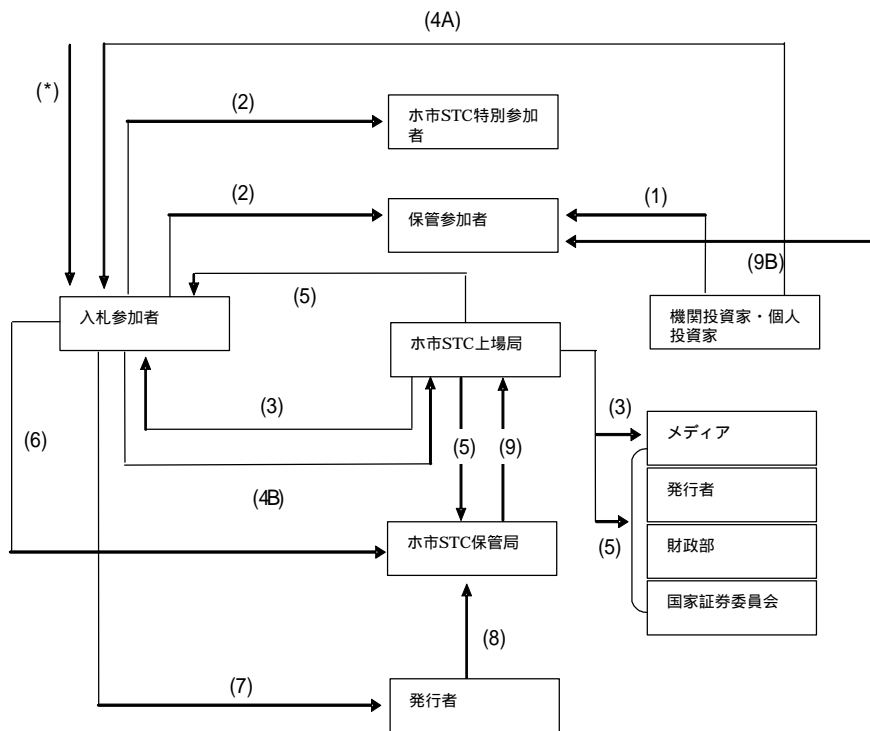 (4A)
(*)
(2)
ホ市STC特別参加
者
(2)
保管参加者
(1)
(9B)
(5)
入札参加者
ホ市STC上場局
機関投資家・個人
投資家
(3)
(3)
(6)
(5)
(9)
メディア
(4B)
発行者
(5)
ホ市STC保管局
財政部
国家証券委員会
(8)
(7)
発行者